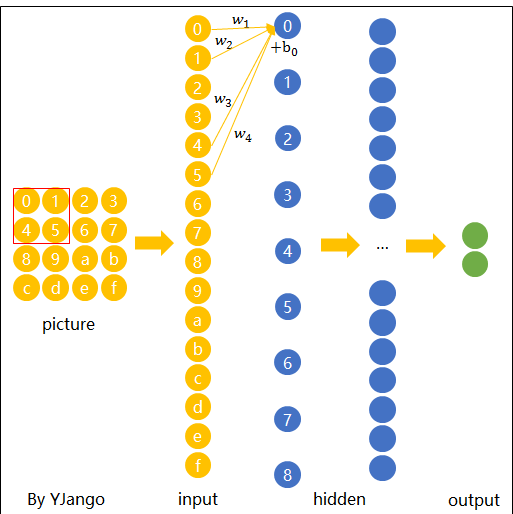 0 1 2 3
4 5 6 7
8 9 a b
c d e f
picture
By YJango
0
1
2
3
4
5
6
7
8
9
a
b
c
d
e
f
input
w₁
w₂
w₃
w₄
0
+b₀
1
2
3
4
5
6
7
8
...
hidden
output